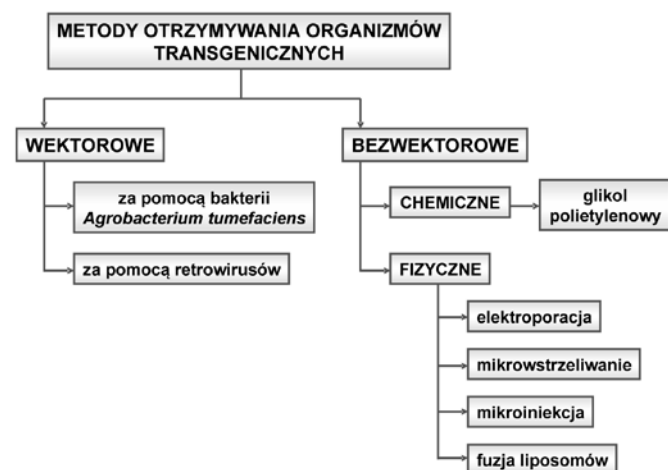 METODY OTRZYMYWANIA ORGANIZMÓW
TRANSGENICZNYCH
WEKTOROWE
za pomocą bakterii
Agrobacterium tumefaciens
za pomocą retrowirusów
BEZWEKTOROWE
CHEMICZNE
glikol
polietylenowy
FIZYCZNE
elektroporacja
mikrowstrzeliwanie
mikroiniekcja
fuzja liposomów